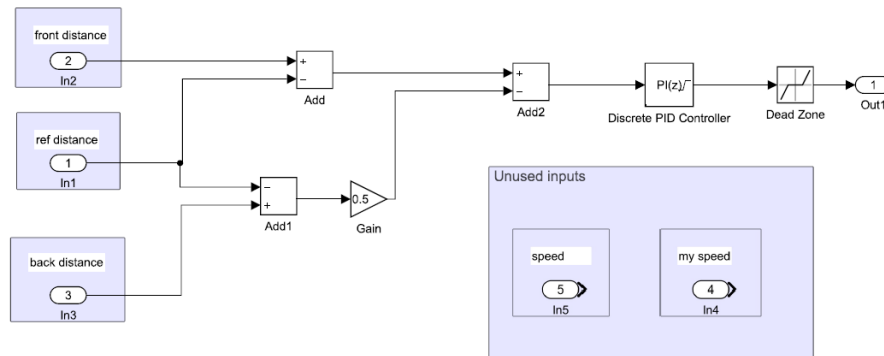 front distance
2
In2
+
−
Add
ref distance
1
In1
−
+
Add1
0.5
Gain
back distance
3
In3
+
−
Add2
PI(z)
Discrete PID Controller
Dead Zone
1
Out1
Unused inputs
speed
5
In5
my speed
4
In4